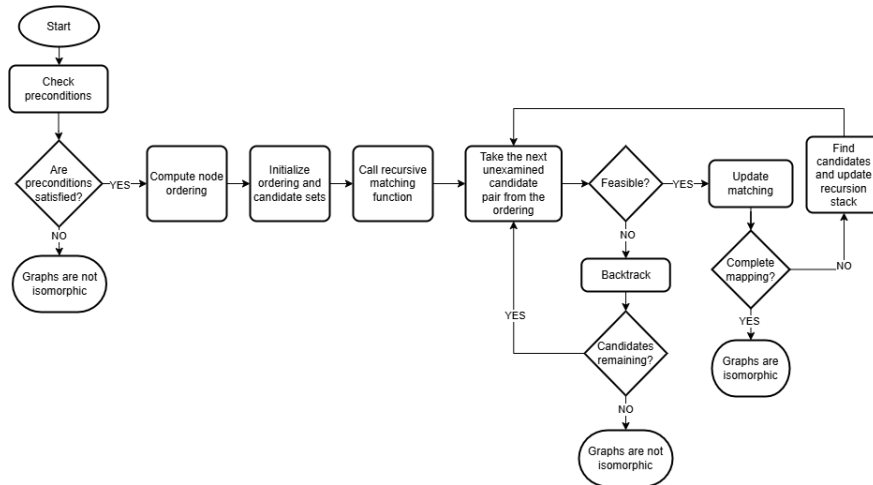 Start
Check
preconditions
Are
preconditions
satisfied?
YES
NO
Graphs are not
isomorphic
Compute node
ordering
Initialize
ordering and
candidate sets
Call recursive
matching
function
Take the next
unexamined
candidate
pair from the
ordering
Feasible?
YES
NO
Backtrack
Candidates
remaining?
YES
NO
Graphs are not
isomorphic
Update
matching
Complete
mapping?
NO
YES
Graphs are
isomorphic
Find
candidates
and update
recursion
stack